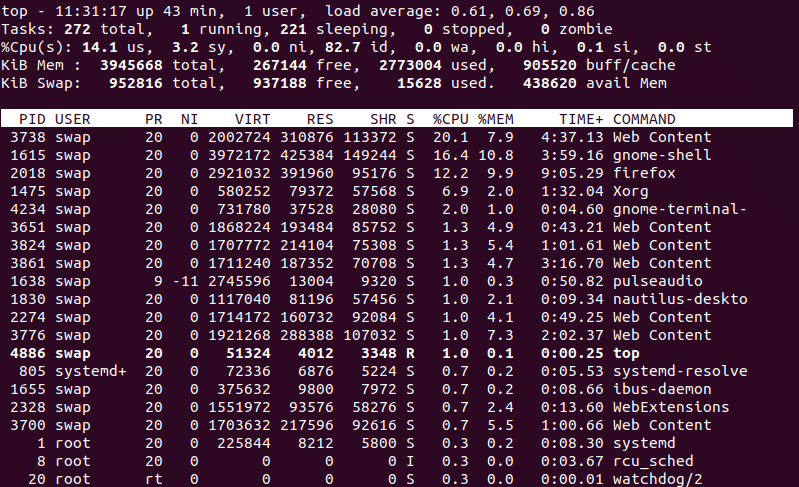 top - 11:31:17 up 43 min,  1 user,  load average: 0.61, 0.69, 0.86
Tasks: 272 total,   1 running, 221 sleeping,   0 stopped,   0 zombie
%Cpu(s): 14.1 us,  3.2 sy,  0.0 ni, 82.7 id,  0.0 wa,  0.0 hi,  0.1 si,  0.0 st
KiB Mem :  3945668 total,   267144 free,  2773004 used,   905520 buff/cache
KiB Swap:   952816 total,   937188 free,    15628 used.   438620 avail Mem
PID USER      PR  NI    VIRT    RES    SHR S  %CPU %MEM     TIME+ COMMAND
3738 swap      20   0 2002724 310876 113372 S  20.1  7.9   4:37.13 Web Content
1615 swap      20   0 3972172 425384 149244 S  16.4 10.8   3:59.16 gnome-shell
2018 swap      20   0 2921032 391960  95176 S  12.2  9.9   9:05.29 firefox
1475 swap      20   0  580252  79372  57568 S   6.9  2.0   1:32.04 Xorg
4234 swap      20   0  731780  37528  28080 S   2.0  1.0   0:04.60 gnome-terminal-
3651 swap      20   0 1868224 193484  85752 S   1.3  4.9   0:43.21 Web Content
3824 swap      20   0 1707772 214104  75308 S   1.3  5.4   1:01.61 Web Content
3861 swap      20   0 1711240 187352  70708 S   1.3  4.7   3:16.70 Web Content
1638 swap       9 -11 2745596  13004   9320 S   1.0  0.3   0:50.82 pulseaudio
1830 swap      20   0 1117040  81196  57456 S   1.0  2.1   0:09.34 nautilus-deskto
2274 swap      20   0 1714172 160732  92084 S   1.0  4.1   0:49.25 Web Content
3776 swap      20   0 1921268 288388 107032 S   1.0  7.3   2:02.37 Web Content
4886 swap      20   0   51324   4012   3348 R   1.0  0.1   0:00.25 top
805 systemd+  20   0   72336   6876   5224 S   0.7  0.2   0:05.53 systemd-resolve
1655 swap      20   0  375632   9800   7972 S   0.7  0.2   0:08.66 ibus-daemon
2328 swap      20   0 1551972  93576  58276 S   0.7  2.4   0:13.60 WebExtensions
3700 swap      20   0 1703632 217596  92616 S   0.7  5.5   1:00.66 Web Content
1 root      20   0  225844   8212   5800 S   0.3  0.2   0:08.30 systemd
8 root      20   0       0      0      0 I   0.3  0.0   0:03.67 rcu_sched
20 root      rt   0       0      0      0 S   0.3  0.0   0:00.01 watchdog/2